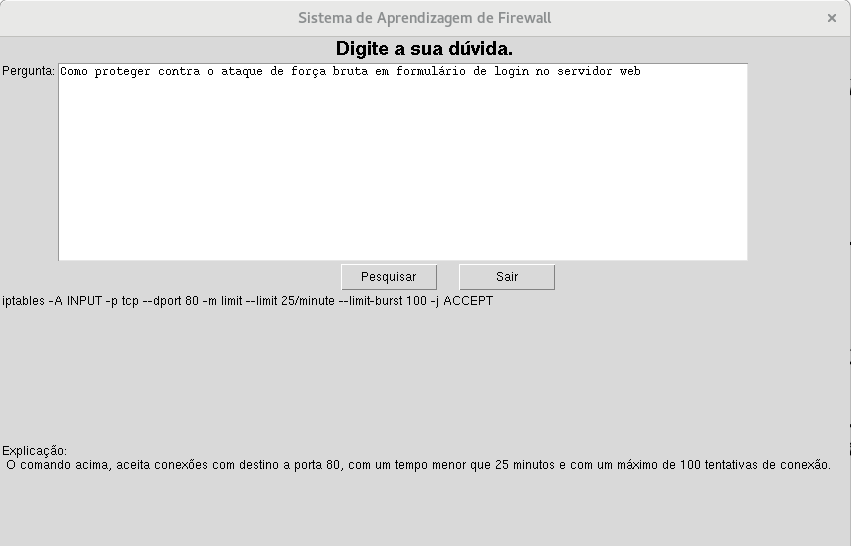 Sistema de Aprendizagem de Firewall ×
Digite a sua dúvida.
Pergunta: Como proteger contra o ataque de força bruta em formulário de login no servidor web
Pesquisar Sair
iptables -A INPUT -p tcp --dport 80 -m limit --limit 25/minute --limit-burst 100 -j ACCEPT
Explicação:
O comando acima, aceita conexões com destino a porta 80, com um tempo menor que 25 minutos e com um máximo de 100 tentativas de conexão.